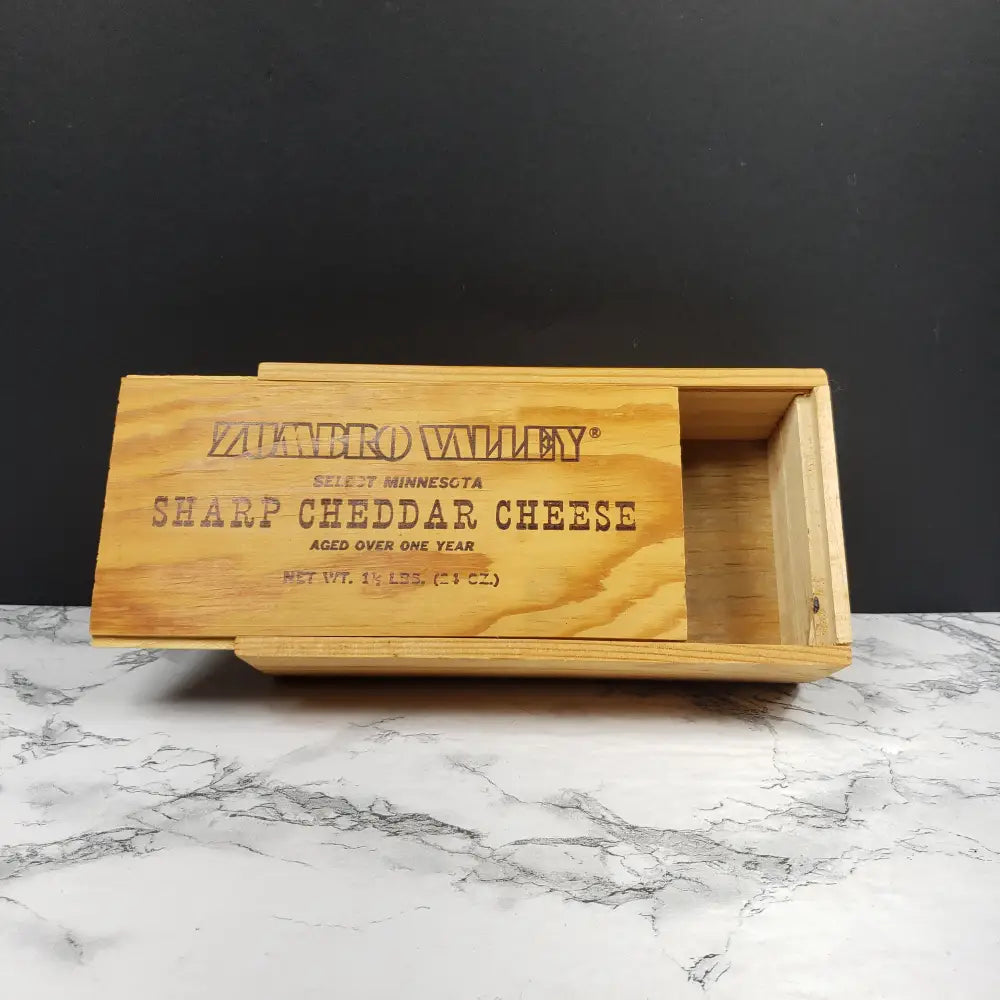 ZUMBRO VALLEY®
SELECT MINNESOTA
SHARP CHEDDAR CHEESE
AGED OVER ONE YEAR
NET WT. 1½ LBS. (24 OZ.)